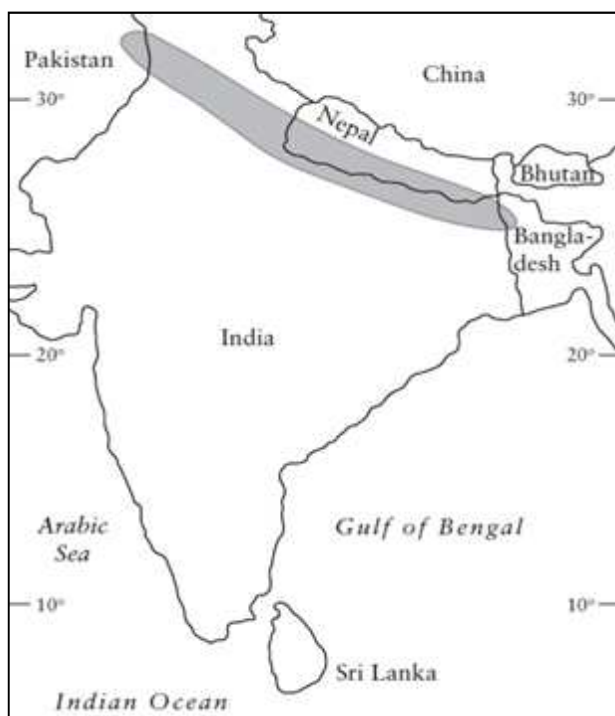 Pakistan
China
30°
30°
Nepal
Bhutan
Bangla-
desh
India
20°
20°
Arabic
Sea
Gulf of Bengal
10°
10°
Sri Lanka
Indian Ocean